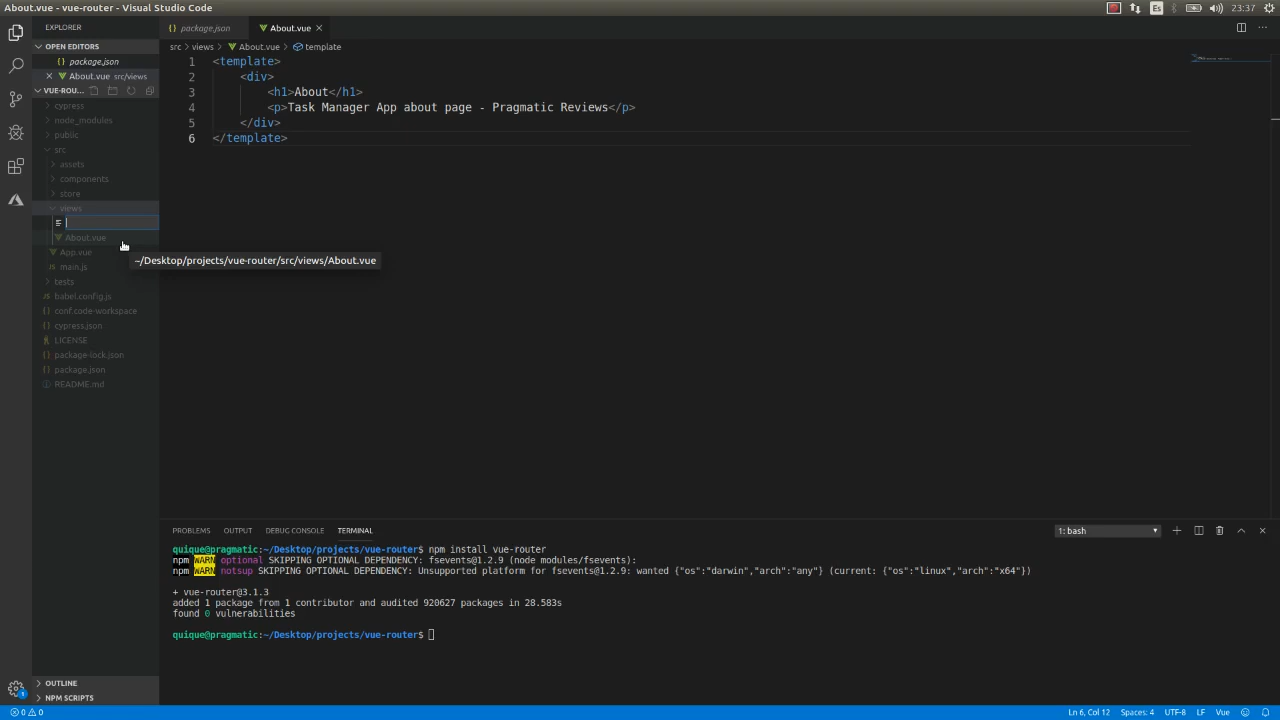 About.vue - vue-router - Visual Studio Code
Es
23:37
EXPLORER
OPEN EDITORS
package.json
About.vue src/views
VUE-ROU...
cypress
node_modules
public
src
assets
components
store
views
About.vue
App.vue
main.js
tests
babel.config.js
conf.code-workspace
cypress.json
LICENSE
package-lock.json
package.json
README.md
OUTLINE
NPM SCRIPTS
package.json
About.vue
src > views > About.vue > template
1 <template>
2 <div>
3 <h1>About</h1>
4 <p>Task Manager App about page - Pragmatic Reviews</p>
5 </div>
6 </template>
~/Desktop/projects/vue-router/src/views/About.vue
PROBLEMS OUTPUT DEBUG CONSOLE TERMINAL
1: bash
quique@pragmatic:~/Desktop/projects/vue-router$ npm install vue-router
npm WARN optional SKIPPING OPTIONAL DEPENDENCY: fsevents@1.2.9 (node_modules/fsevents):
npm WARN notsup SKIPPING OPTIONAL DEPENDENCY: Unsupported platform for fsevents@1.2.9: wanted {"os":"darwin","arch":"any"} (current: {"os":"linux","arch":"x64"})
+ vue-router@3.1.3
added 1 package from 1 contributor and audited 920627 packages in 28.583s
found 0 vulnerabilities
quique@pragmatic:~/Desktop/projects/vue-router$
1
0 0
Ln 6, Col 12 Spaces: 4 UTF-8 LF Vue